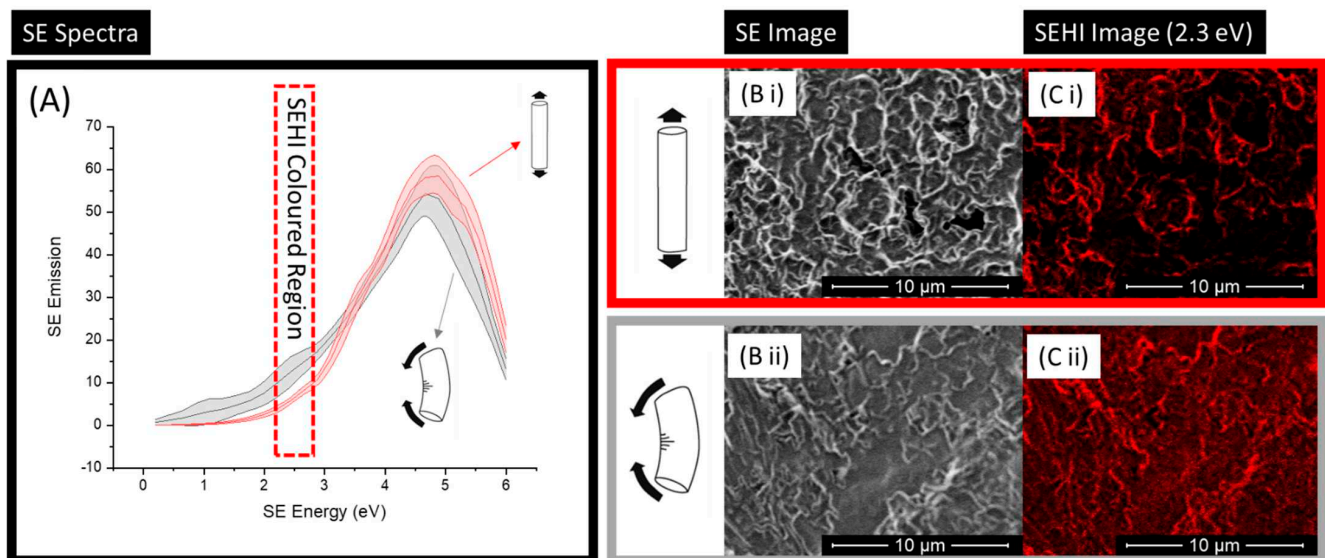 SE Spectra
SE Image
SEHI Image (2.3 eV)
(A)
SEHI Coloured Region
70
60
50
40
30
20
10
0
-10
SE Emission
0 1 2 3 4 5 6
SE Energy (eV)
(B i)
10 µm
(C i)
10 µm
(B ii)
10 µm
(C ii)
10 µm